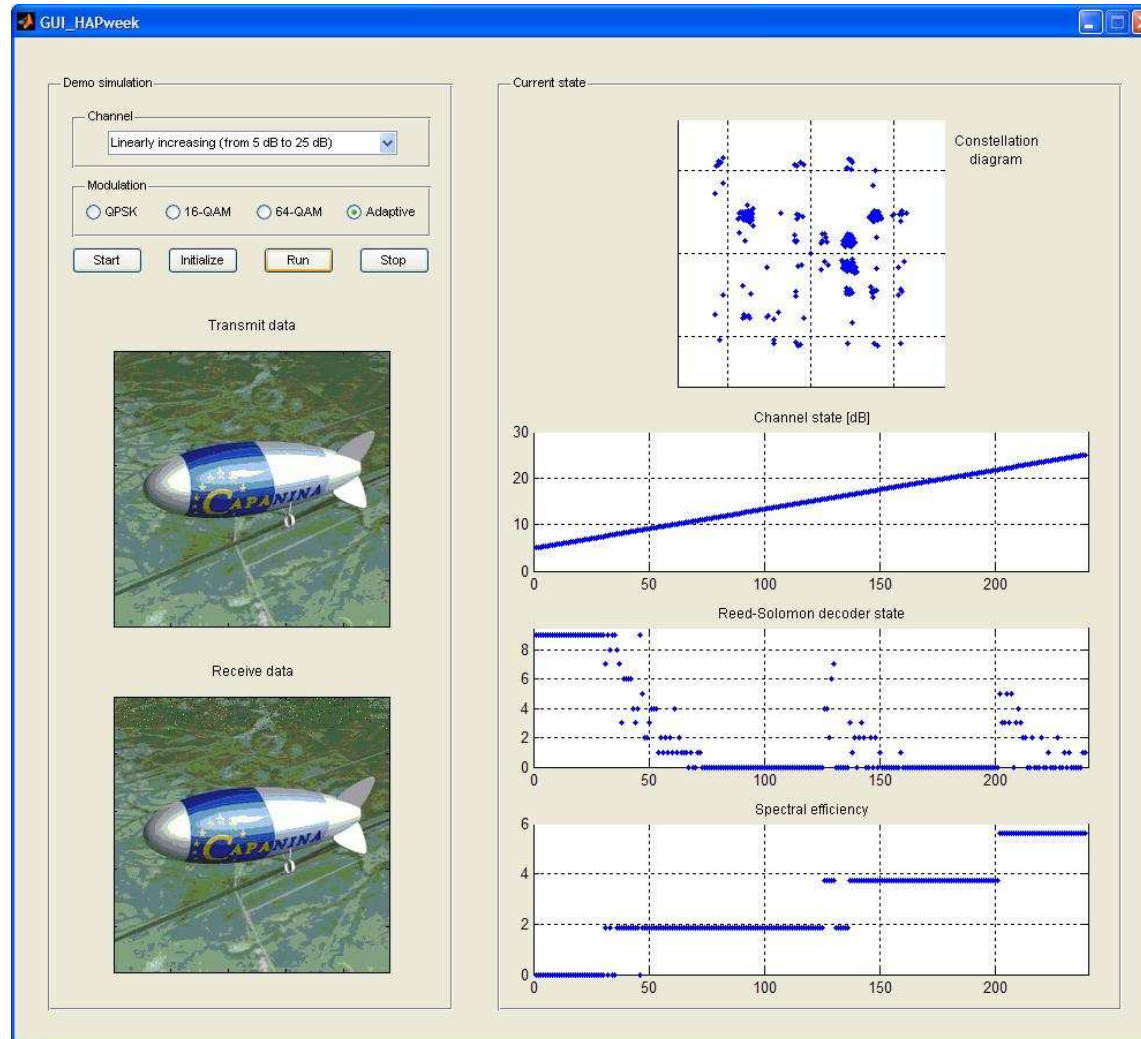 GUI_HAPweek
Demo simulation
Channel
Linearly increasing (from 5 dB to 25 dB)
Modulation
QPSK 16-QAM 64-QAM Adaptive
Start Initialize Run Stop
Transmit data
CAPANINA
Receive data
CAPANINA
Current state
Constellation
diagram
Channel state [dB]
30
20
10
0
0 50 100 150 200
Reed-Solomon decoder state
8
6
4
2
0
0 50 100 150 200
Spectral efficiency
6
4
2
0
0 50 100 150 200